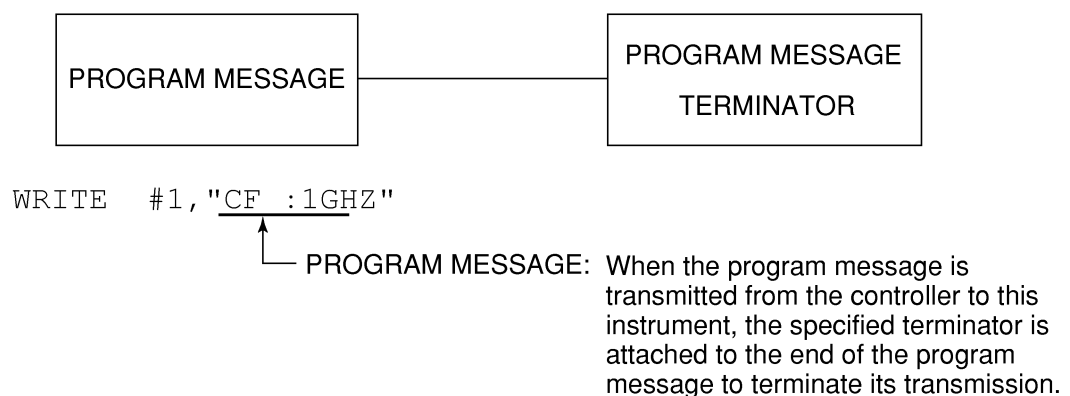 PROGRAM MESSAGE
PROGRAM MESSAGE
TERMINATOR
WRITE #1,"CF :1GHZ"
PROGRAM MESSAGE: When the program message is
transmitted from the controller to this
instrument, the specified terminator is
attached to the end of the program
message to terminate its transmission.